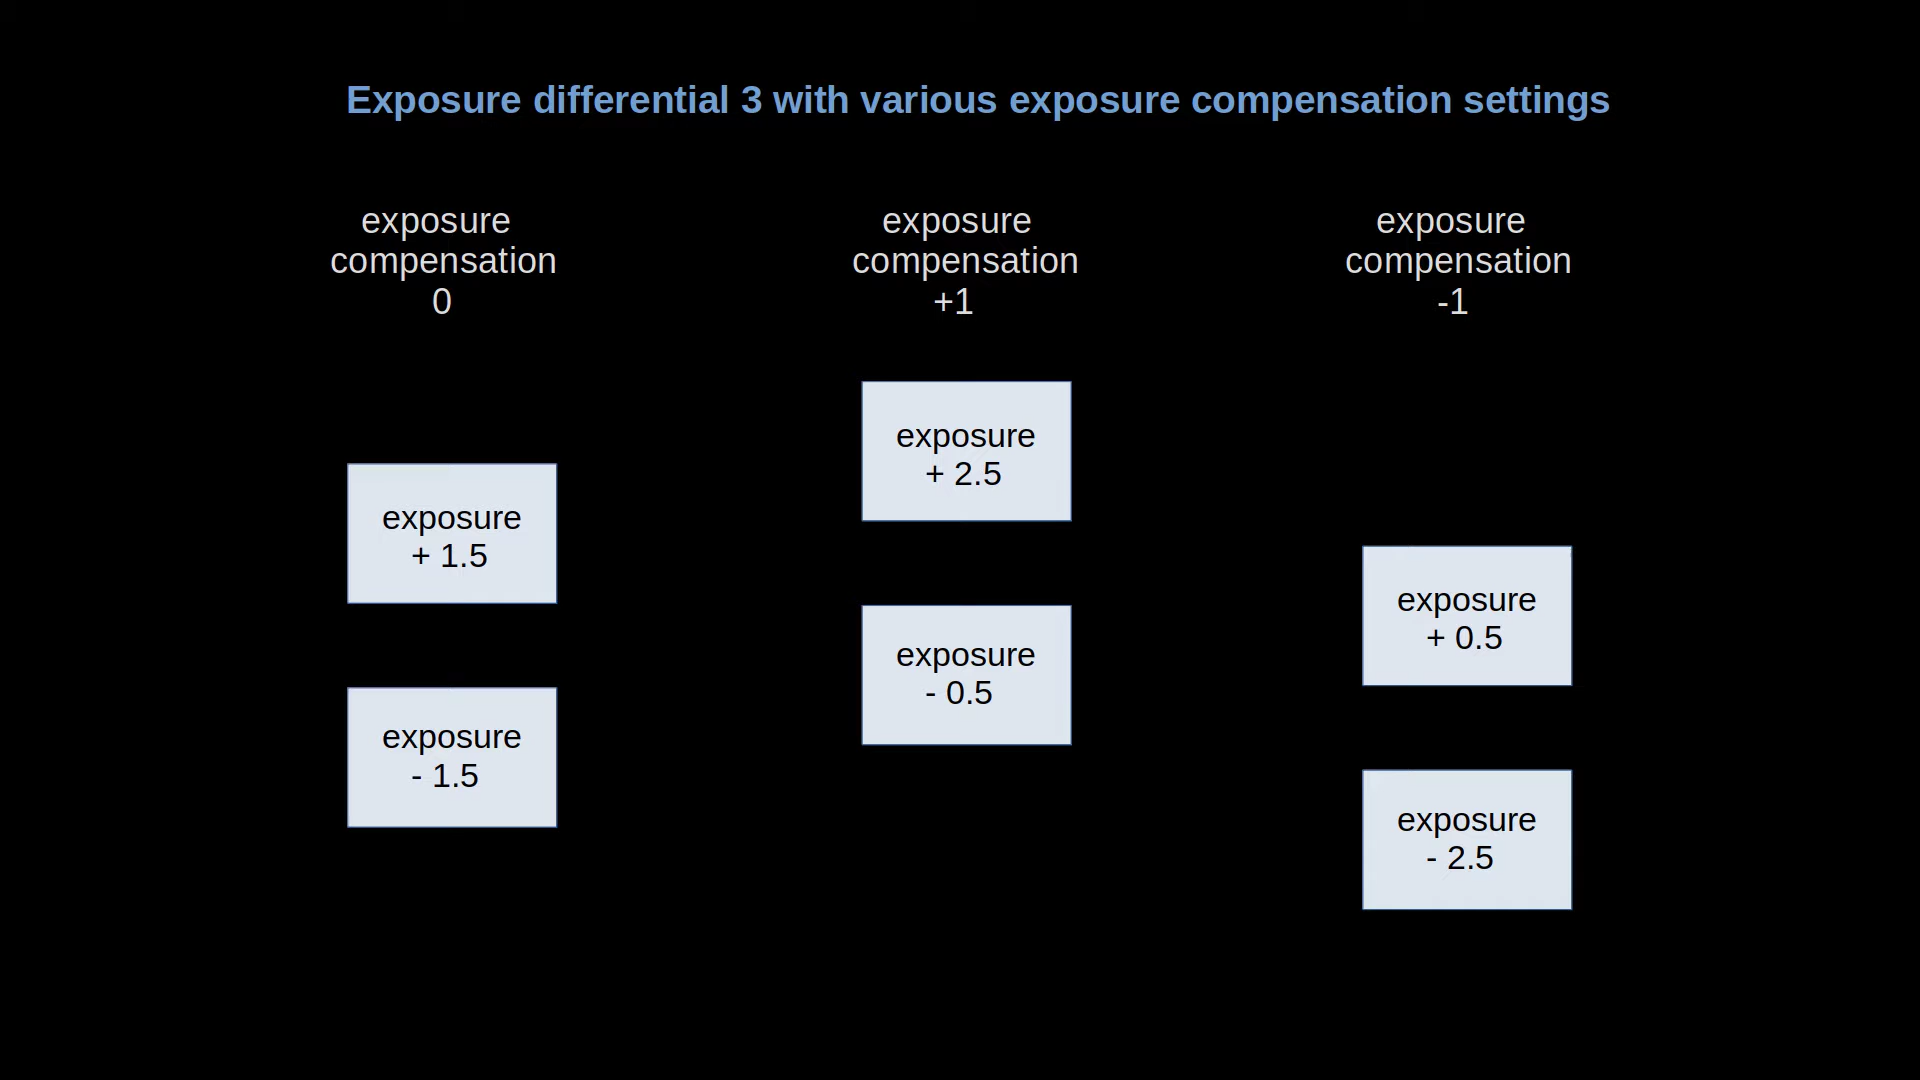 Exposure differential 3 with various exposure compensation settings
exposure
compensation
0
exposure
+ 1.5
exposure
- 1.5
exposure
compensation
+1
exposure
+ 2.5
exposure
- 0.5
exposure
compensation
-1
exposure
+ 0.5
exposure
- 2.5